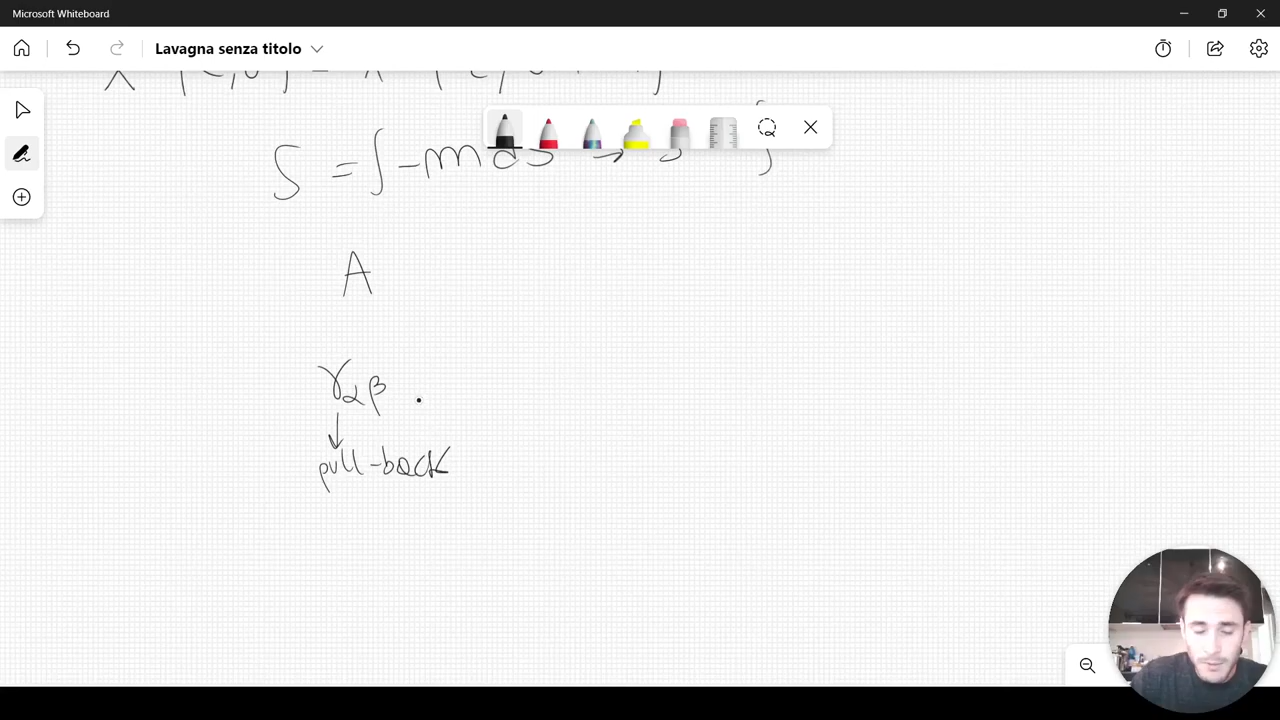 Microsoft Whiteboard
Lavagna senza titolo
S = ∫ -m ds →
A
γαβ
pull-back